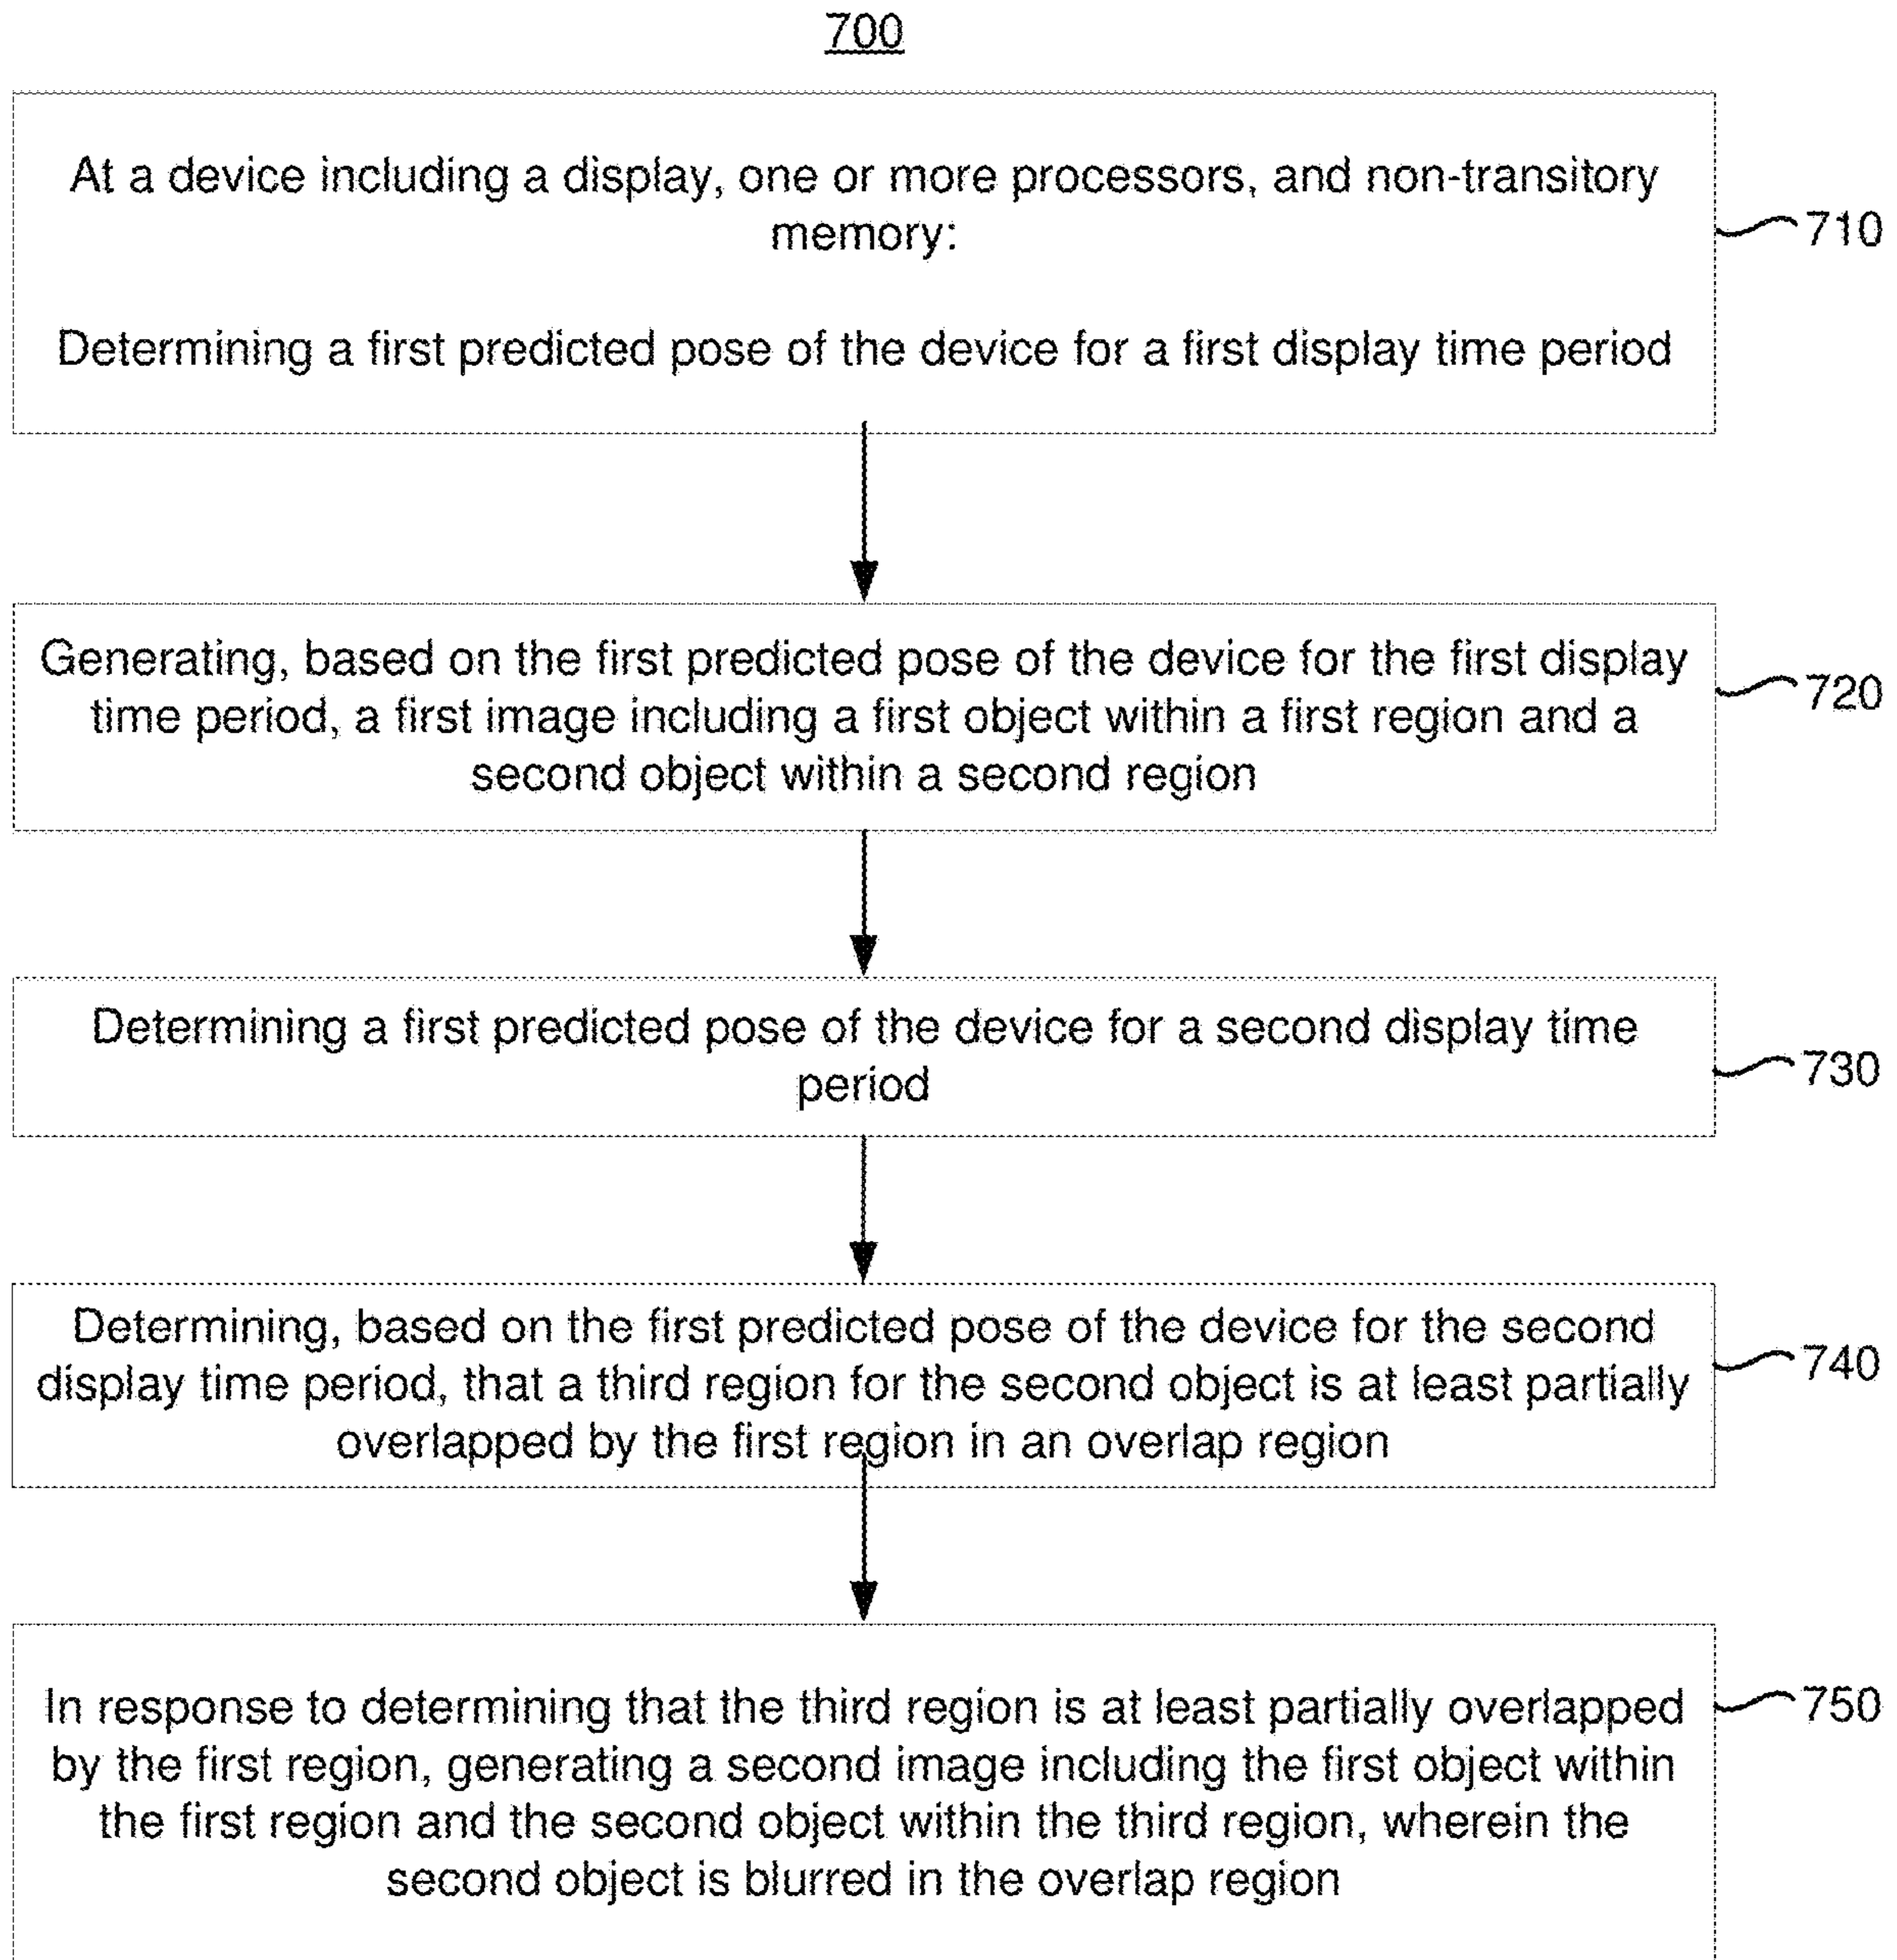 700
At a device including a display, one or more processors, and non-transitory
memory:
Determining a first predicted pose of the device for a first display time period
710
Generating, based on the first predicted pose of the device for the first display
time period, a first image including a first object within a first region and a
second object within a second region
720
Determining a first predicted pose of the device for a second display time
period
730
Determining, based on the first predicted pose of the device for the second
display time period, that a third region for the second object is at least partially
overlapped by the first region in an overlap region
740
In response to determining that the third region is at least partially overlapped
by the first region, generating a second image including the first object within
the first region and the second object within the third region, wherein the
second object is blurred in the overlap region
750